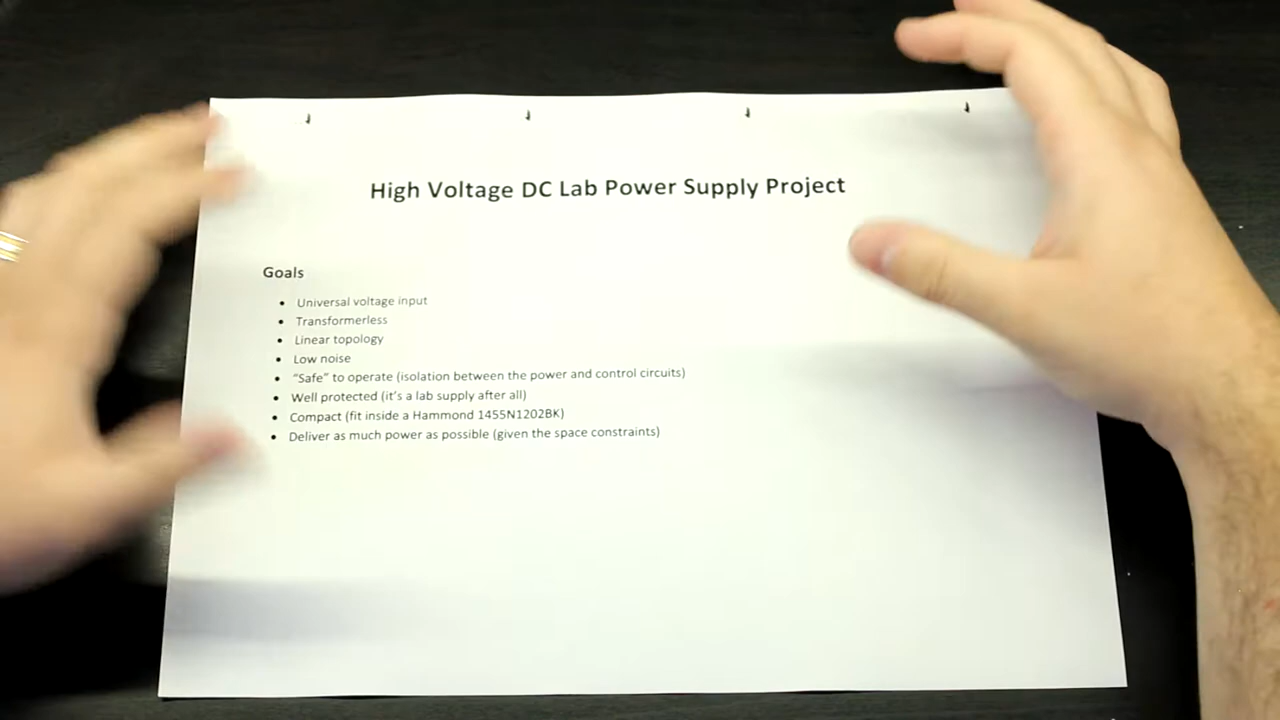 High Voltage DC Lab Power Supply Project
Goals
• Universal voltage input
• Transformerless
• Linear topology
• Low noise
• “Safe” to operate (isolation between the power and control circuits)
• Well protected (it’s a lab supply after all)
• Compact (fit inside a Hammond 1455N1202BK)
• Deliver as much power as possible (given the space constraints)